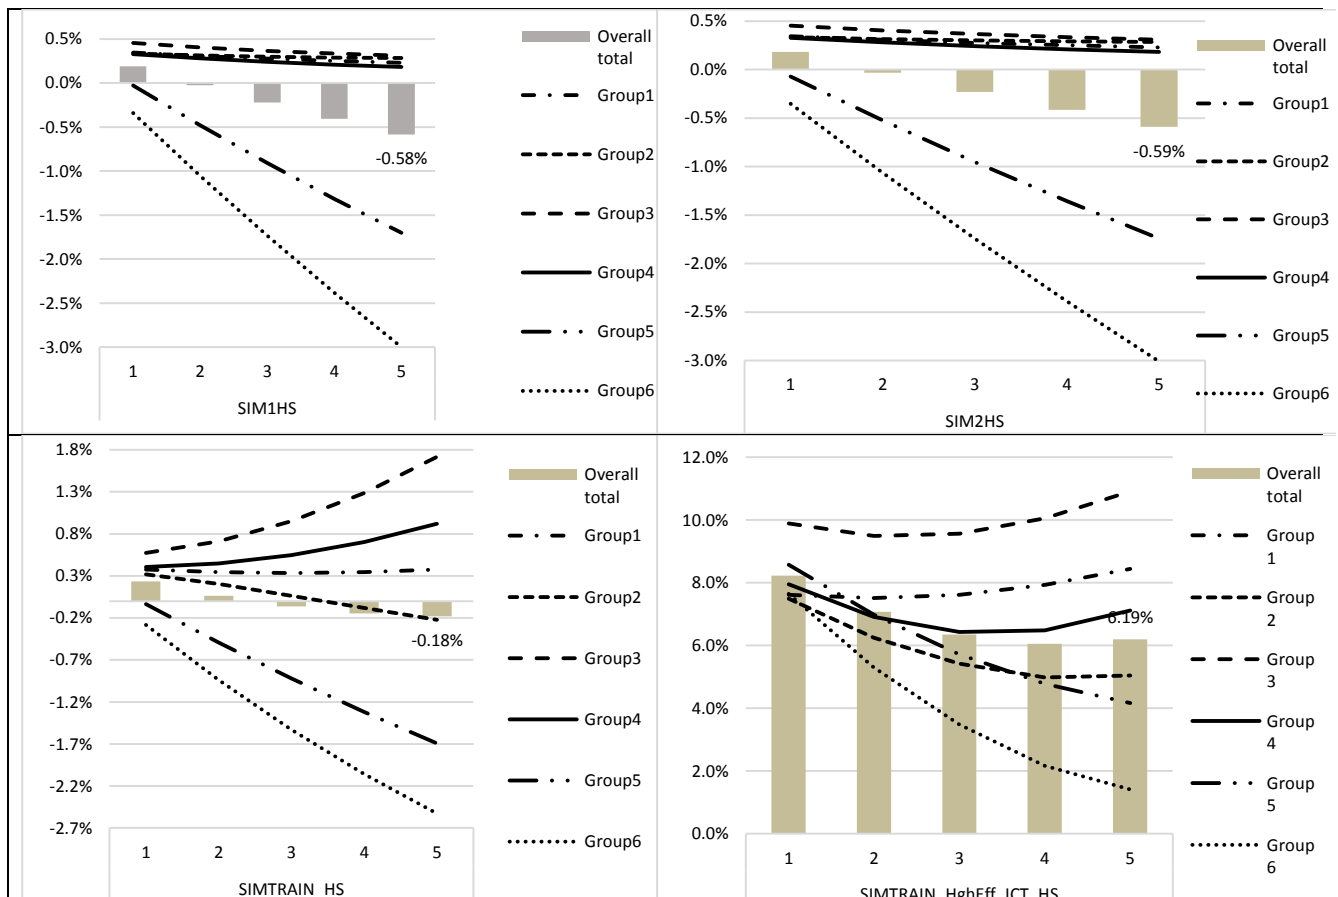 0.5%
0.0%
-0.5%
-1.0%
-1.5%
-2.0%
-2.5%
-3.0%
-0.58%
1 2 3 4 5
SIM1HS
Overall
total
Group1
Group2
Group3
Group4
Group5
Group6
0.5%
0.0%
-0.5%
-1.0%
-1.5%
-2.0%
-2.5%
-3.0%
-0.59%
1 2 3 4 5
SIM2HS
Overall
total
Group1
Group2
Group3
Group4
Group5
Group6
1.8%
1.3%
0.8%
0.3%
-0.2%
-0.7%
-1.2%
-1.7%
-2.2%
-2.7%
-0.18%
1 2 3 4 5
SIMTRAIN_HS
Overall
total
Group1
Group2
Group3
Group4
Group5
Group6
12.0%
10.0%
8.0%
6.0%
4.0%
2.0%
0.0%
6.19%
1 2 3 4 5
SIMTRAIN_HghEff_ICT_HS
Overall
total
Group
1
Group
2
Group
3
Group
4
Group
5
Group
6